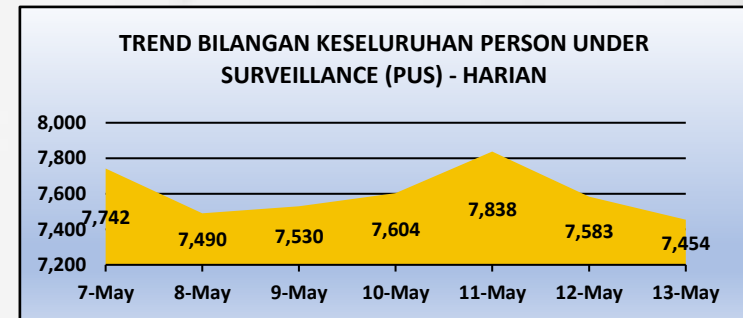 TREND BILANGAN KESELURUHAN PERSON UNDER
SURVEILLANCE (PUS) - HARIAN
8,000
7,800
7,600
7,400
7,200
7,742
7,490
7,530
7,604
7,838
7,583
7,454
7-May
8-May
9-May
10-May
11-May
12-May
13-May